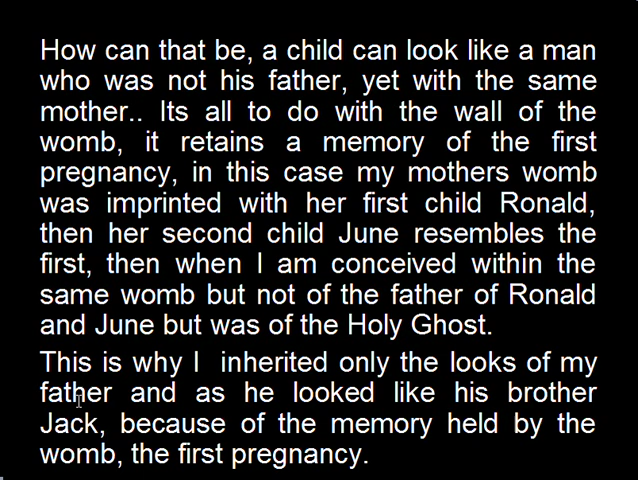 How can that be, a child can look like a man
who was not his father, yet with the same
mother.. Its all to do with the wall of the
womb, it retains a memory of the first
pregnancy, in this case my mothers womb
was imprinted with her first child Ronald,
then her second child June resembles the
first, then when I am conceived within the
same womb but not of the father of Ronald
and June but was of the Holy Ghost.
This is why I inherited only the looks of my
father and as he looked like his brother
Jack, because of the memory held by the
womb, the first pregnancy.